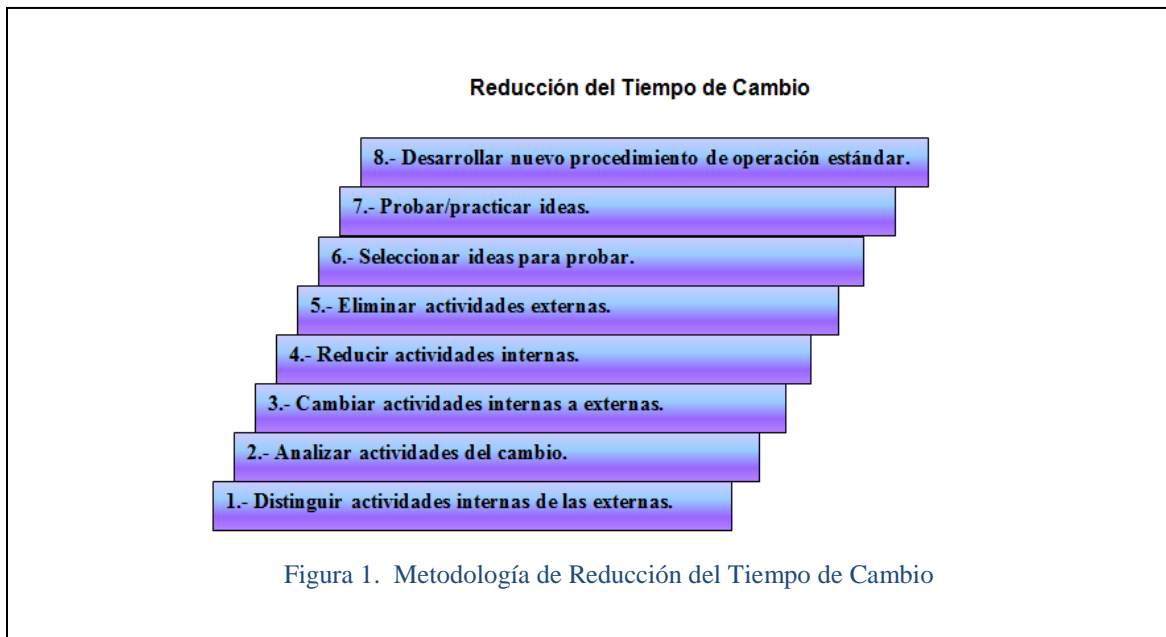 Reducción del Tiempo de Cambio
8.- Desarrollar nuevo procedimiento de operación estándar.
7.- Probar/practicar ideas.
6.- Seleccionar ideas para probar.
5.- Eliminar actividades externas.
4.- Reducir actividades internas.
3.- Cambiar actividades internas a externas.
2.- Analizar actividades del cambio.
1.- Distinguir actividades internas de las externas.
Figura 1. Metodología de Reducción del Tiempo de Cambio